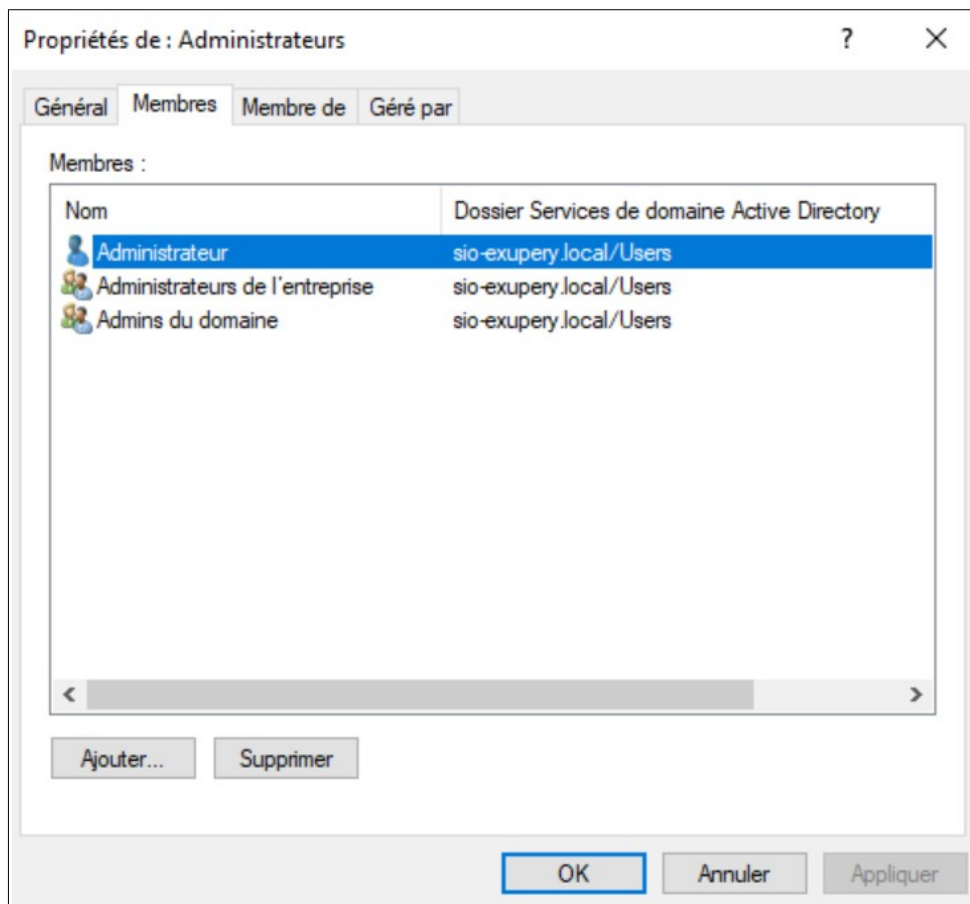 Propriétés de : Administrateurs ? ×
Général Membres Membre de Géré par
Membres :
Nom Dossier Services de domaine Active Directory
Administrateur sio-exupery.local/Users
Administrateurs de l'entreprise sio-exupery.local/Users
Admins du domaine sio-exupery.local/Users
Ajouter... Supprimer
OK Annuler Appliquer